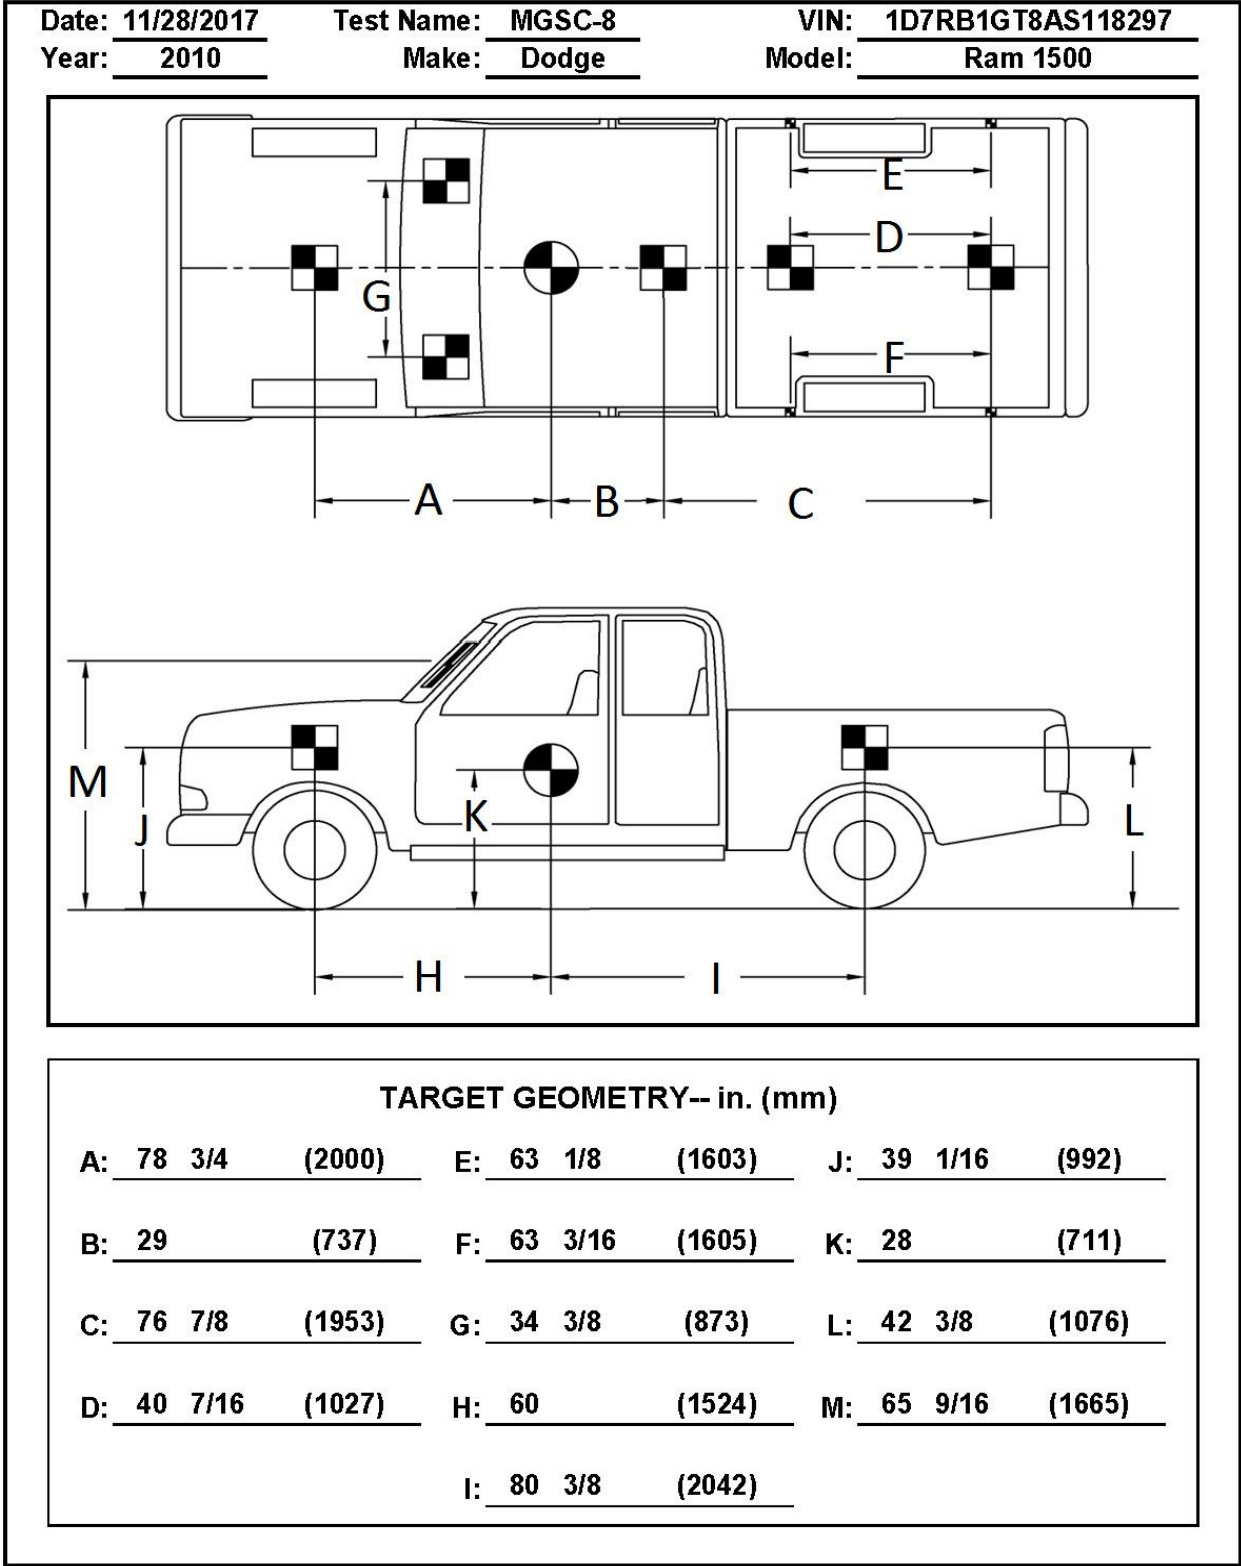 Date: 11/28/2017 Test Name: MGSC-8 VIN: 1D7RB1GT8AS118297
Year: 2010 Make: Dodge Model: Ram 1500
E
D
G
F
A B C
M
K
J L
H I
TARGET GEOMETRY-- in. (mm)
A: 78 3/4 (2000) E: 63 1/8 (1603) J: 39 1/16 (992)
B: 29 (737) F: 63 3/16 (1605) K: 28 (711)
C: 76 7/8 (1953) G: 34 3/8 (873) L: 42 3/8 (1076)
D: 40 7/16 (1027) H: 60 (1524) M: 65 9/16 (1665)
I: 80 3/8 (2042)